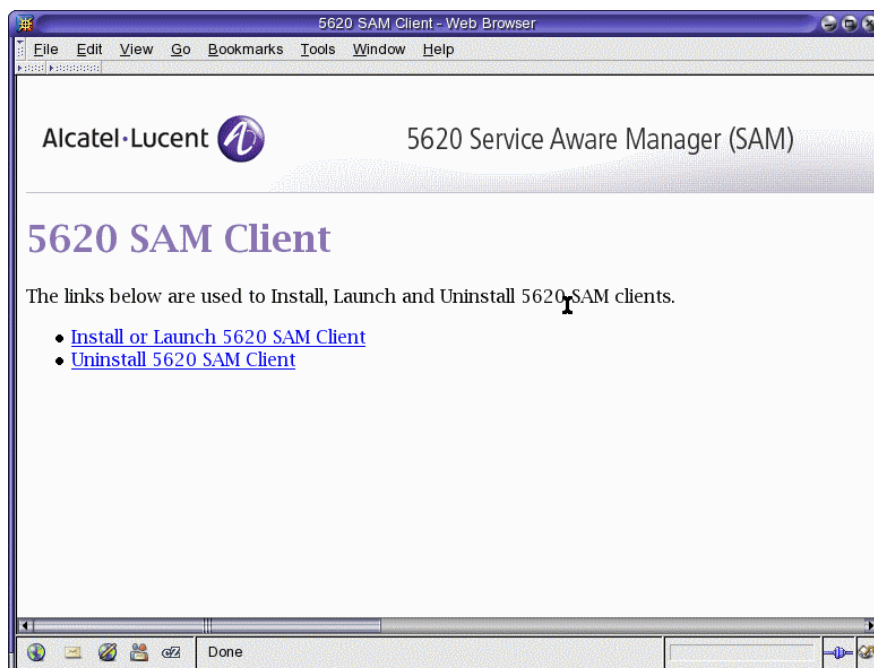 5620 SAM Client - Web Browser
File Edit View Go Bookmarks Tools Window Help
Alcatel·Lucent
5620 Service Aware Manager (SAM)
5620 SAM Client
The links below are used to Install, Launch and Uninstall 5620 SAM clients.
• Install or Launch 5620 SAM Client
• Uninstall 5620 SAM Client
Done